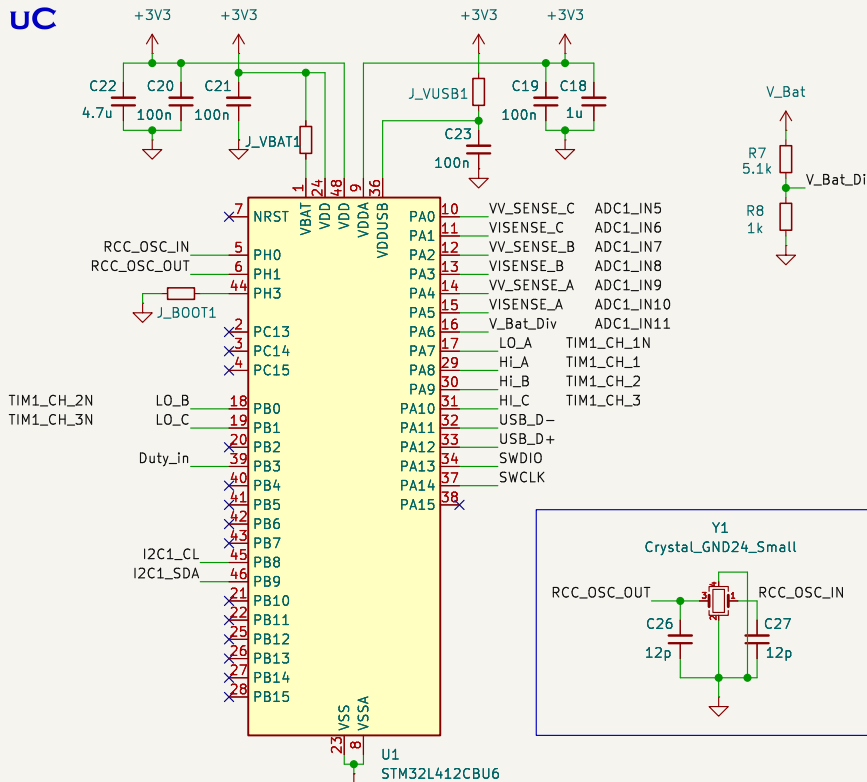 uC
+3V3 +3V3 +3V3 +3V3
C22 4.7u
C20 100n
C21 100n
J_VBAT1
J_VUSB1
C23 100n
C19 100n
C18 1u
V_Bat
R7 5.1k
V_Bat_Di
R8 1k
1 VBAT
24 VDD
48 VDD
9 VDDA
36 VDDUSB
7 NRST
RCC_OSC_IN 5 PH0
RCC_OSC_OUT 6 PH1
44 PH3
J_BOOT1
2 PC13
3 PC14
4 PC15
TIM1_CH_2N LO_B 18 PB0
TIM1_CH_3N LO_C 19 PB1
20 PB2
Duty_in 39 PB3
40 PB4
41 PB5
42 PB6
43 PB7
I2C1_CL 45 PB8
I2C1_SDA 46 PB9
21 PB10
22 PB11
25 PB12
26 PB13
27 PB14
28 PB15
PA0 10 VV_SENSE_C ADC1_IN5
PA1 11 VISENSE_C ADC1_IN6
PA2 12 VV_SENSE_B ADC1_IN7
PA3 13 VISENSE_B ADC1_IN8
PA4 14 VV_SENSE_A ADC1_IN9
PA5 15 VISENSE_A ADC1_IN10
PA6 16 V_Bat_Div ADC1_IN11
PA7 17 LO_A TIM1_CH_1N
PA8 29 Hi_A TIM1_CH_1
PA9 30 Hi_B TIM1_CH_2
PA10 31 HI_C TIM1_CH_3
PA11 32 USB_D-
PA12 33 USB_D+
PA13 34 SWDIO
PA14 37 SWCLK
PA15 38
VSS 23
VSSA 8
U1
STM32L412CBU6
Y1
Crystal_GND24_Small
RCC_OSC_OUT 3 4 2 1 RCC_OSC_IN
C26 12p
C27 12p